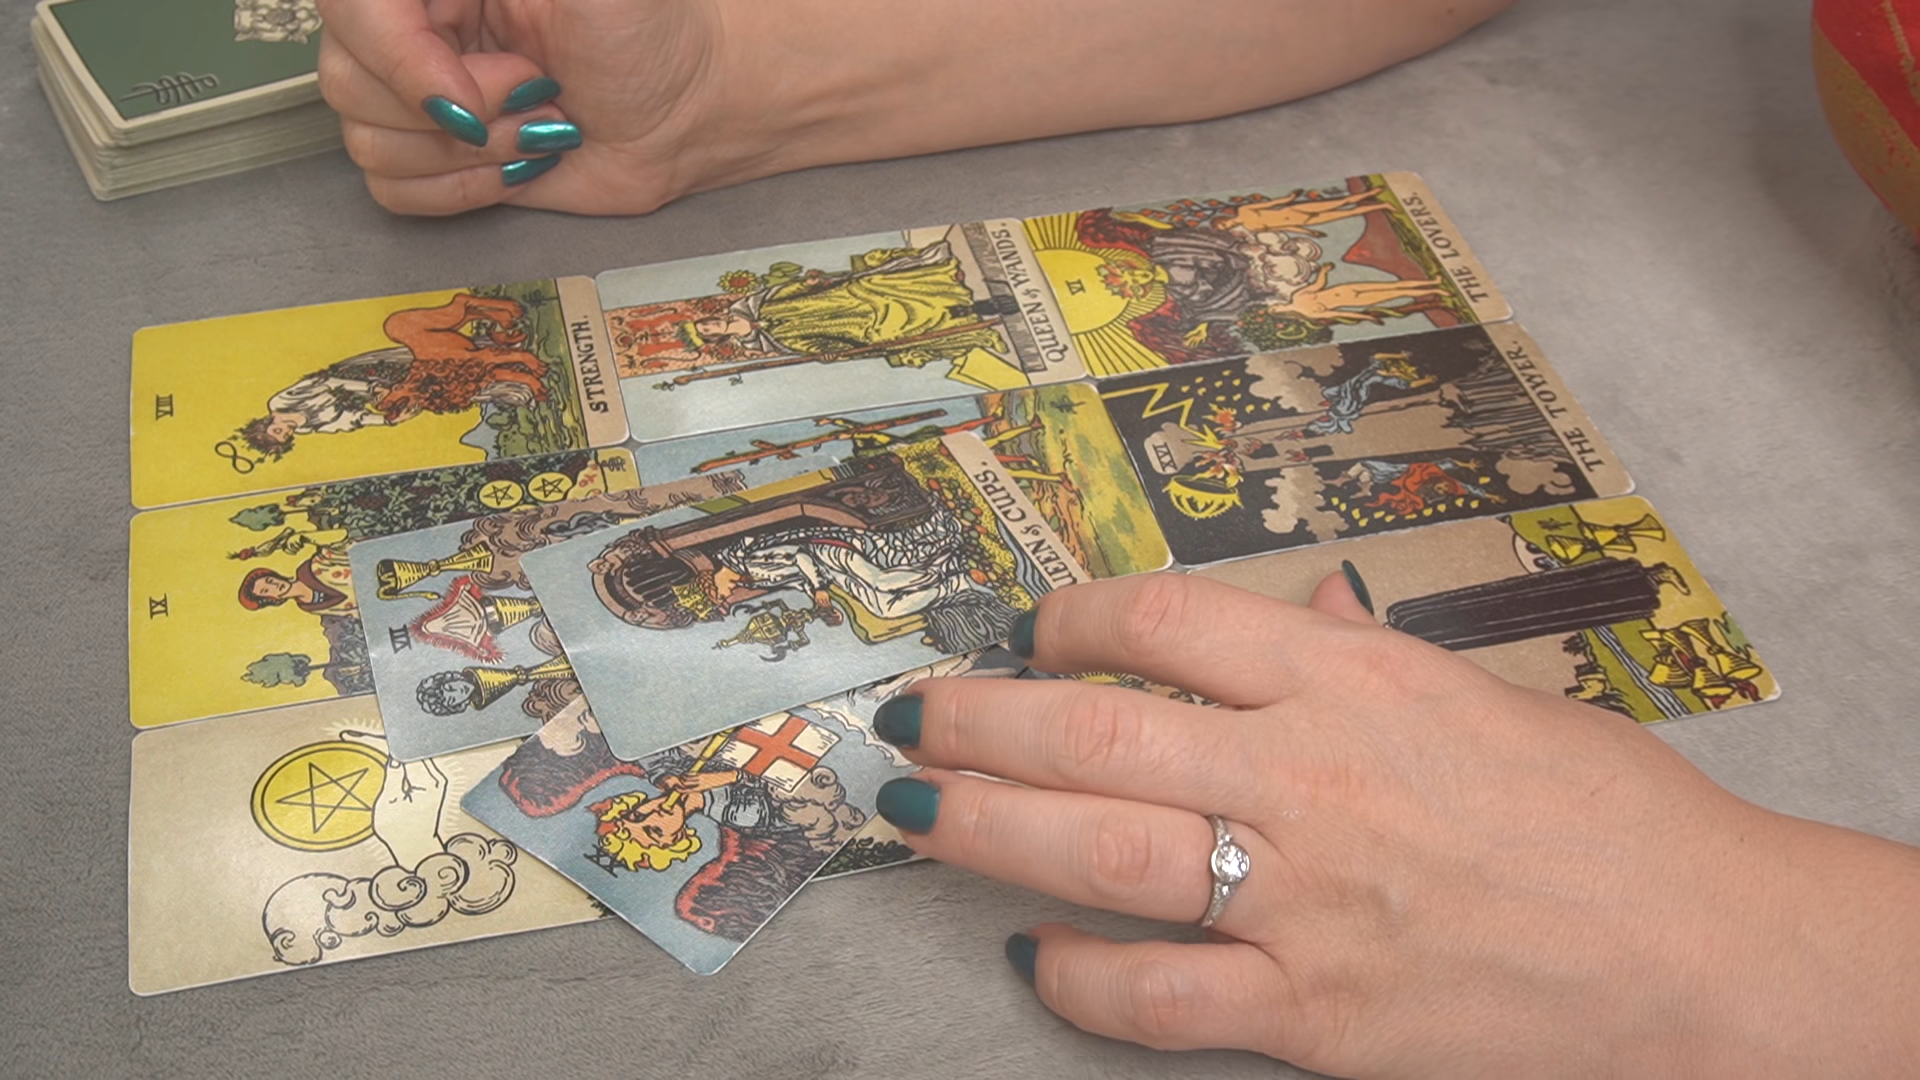 VIII
STRENGTH.
QUEEN of WANDS.
VI
THE LOVERS.
XVI
THE TOWER.
IX
VII
QUEEN of CUPS.
XX